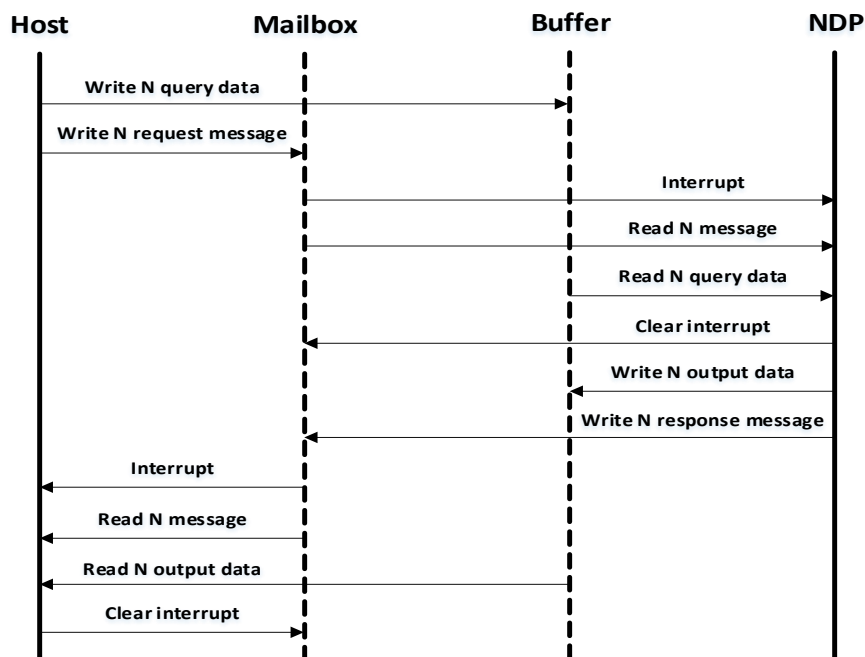 Host Mailbox Buffer NDP
Write N query data
Write N request message
Interrupt
Read N message
Read N query data
Clear interrupt
Write N output data
Write N response message
Interrupt
Read N message
Read N output data
Clear interrupt